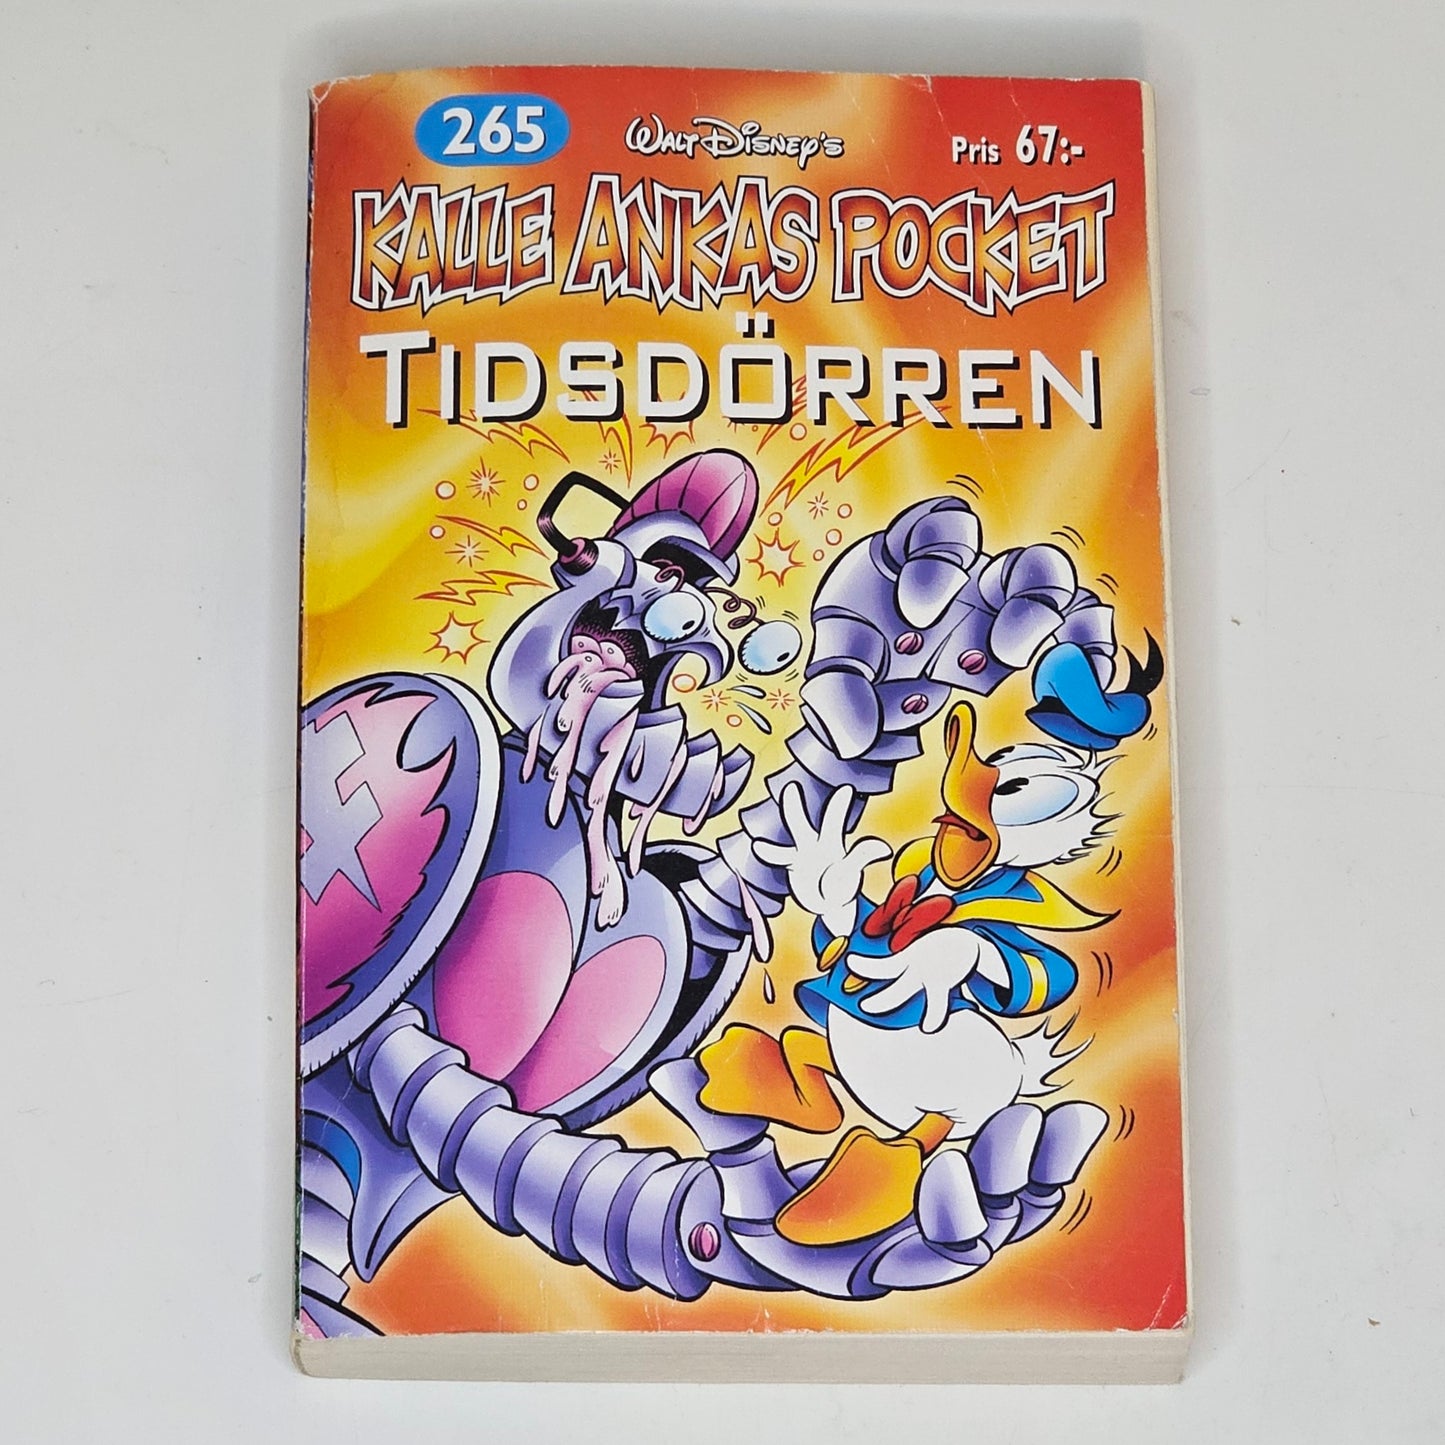 265
WALT DISNEY'S
Pris 67:-
KALLE ANKAS POCKET
TIDSDÖRREN